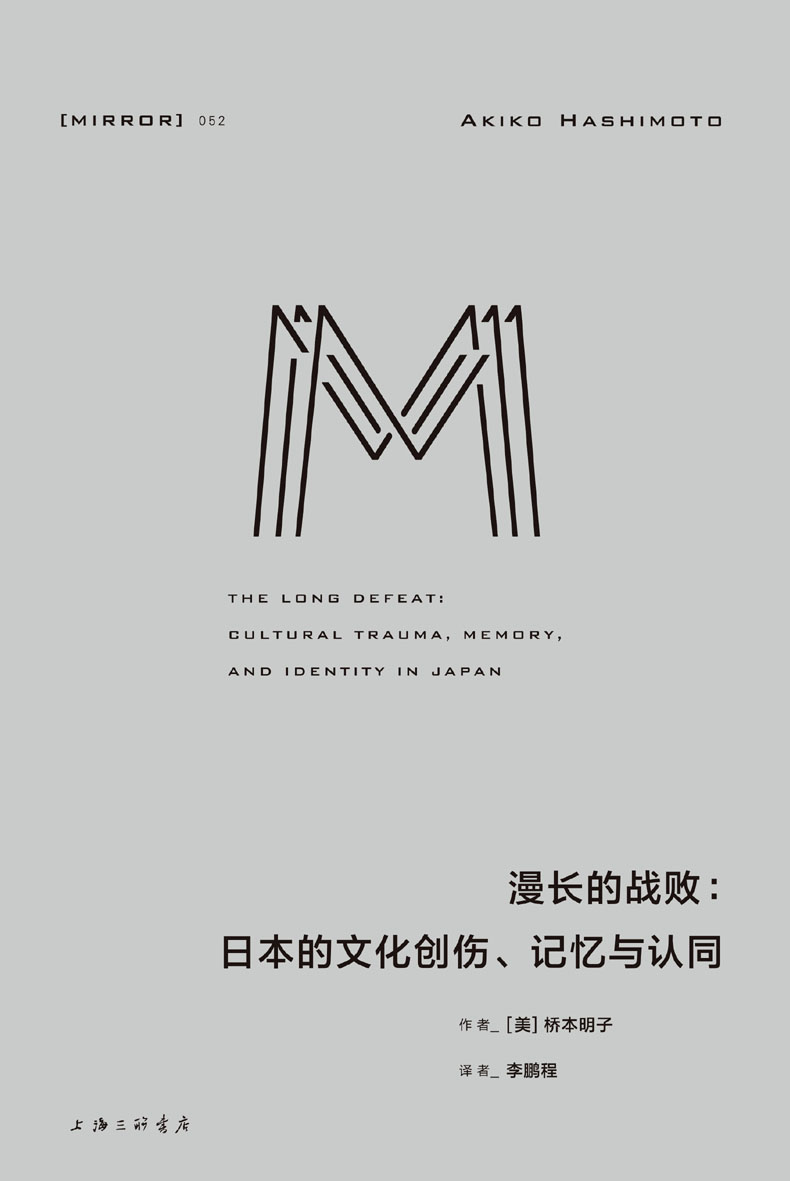 [MIRROR] 052
AKIKO HASHIMOTO
M
THE LONG DEFEAT:
CULTURAL TRAUMA, MEMORY,
AND IDENTITY IN JAPAN
漫长的战败：
日本的文化创伤、记忆与认同
作者_ [美] 桥本明子
译者_ 李鹏程
上海三联书店